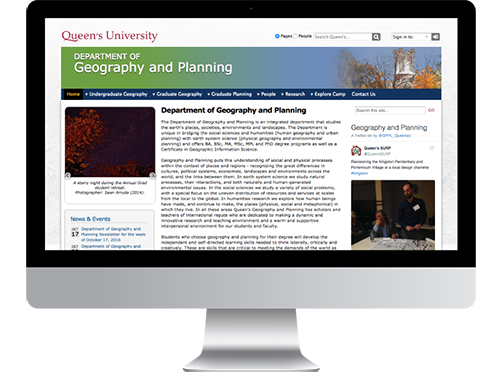 Queen's University
Pages People Search Queen's... Sign in to
DEPARTMENT OF
Geography and Planning
Home Undergraduate Geography Graduate Geography Graduate Planning People Research Explore Camp Contact Us
Department of Geography and Planning
The Department of Geography and Planning is an integrated department that studies
the earth's places, societies, environments and landscapes. The Department is
unique in bridging the social sciences and humanities (human geography and urban
planning) with earth system science (physical geography and environmental
planning) and offers BA, BSc, MA, MSc, MPl, and PhD degree programs as well as a
Certificate in Geographic Information Science.
Geography and Planning puts this understanding of social and physical processes
within the context of places and regions - recognizing the great differences in
cultures, political systems, economies, landscapes and environments across the
world, and the links between them. In earth system science we study natural
processes, their interactions, and both naturally and human-generated
environmental issues. In the social sciences we study a variety of social problems,
with a special focus on the uneven distribution of resources and services at scales
from the local to the global. In humanities research we explore how human beings
have made, and continue to make, the places (physical, social and metaphorical) in
which they live. In all these areas Queen's Geography and Planning has scholars and
teachers of international repute who are dedicated to making a dynamic and
innovative research and teaching environment and a warm and supportive
interpersonal environment for our students and faculty.
Students who choose geography and planning for their degree will develop the
independent and self-directed learning skills needed to think laterally, critically and
creatively. These are skills that are critical to meeting the demands of the world as
A starry night during the Annual Grad
student retreat.
Photographer: Sean Arruda (2014).
News & Events
OCT
17
Department of Geography and
Planning Newsletter for the week
of October 17, 2016
OCT
Department of Geography and
Search this site... GO
Geography and Planning
A Twitter list by @GPPL_Queens
Queen's SURP
@QueensSURP
Reenvisioning the Kingston Penitentiary and
Portsmouth Village at a local design charrette
#ygkplan